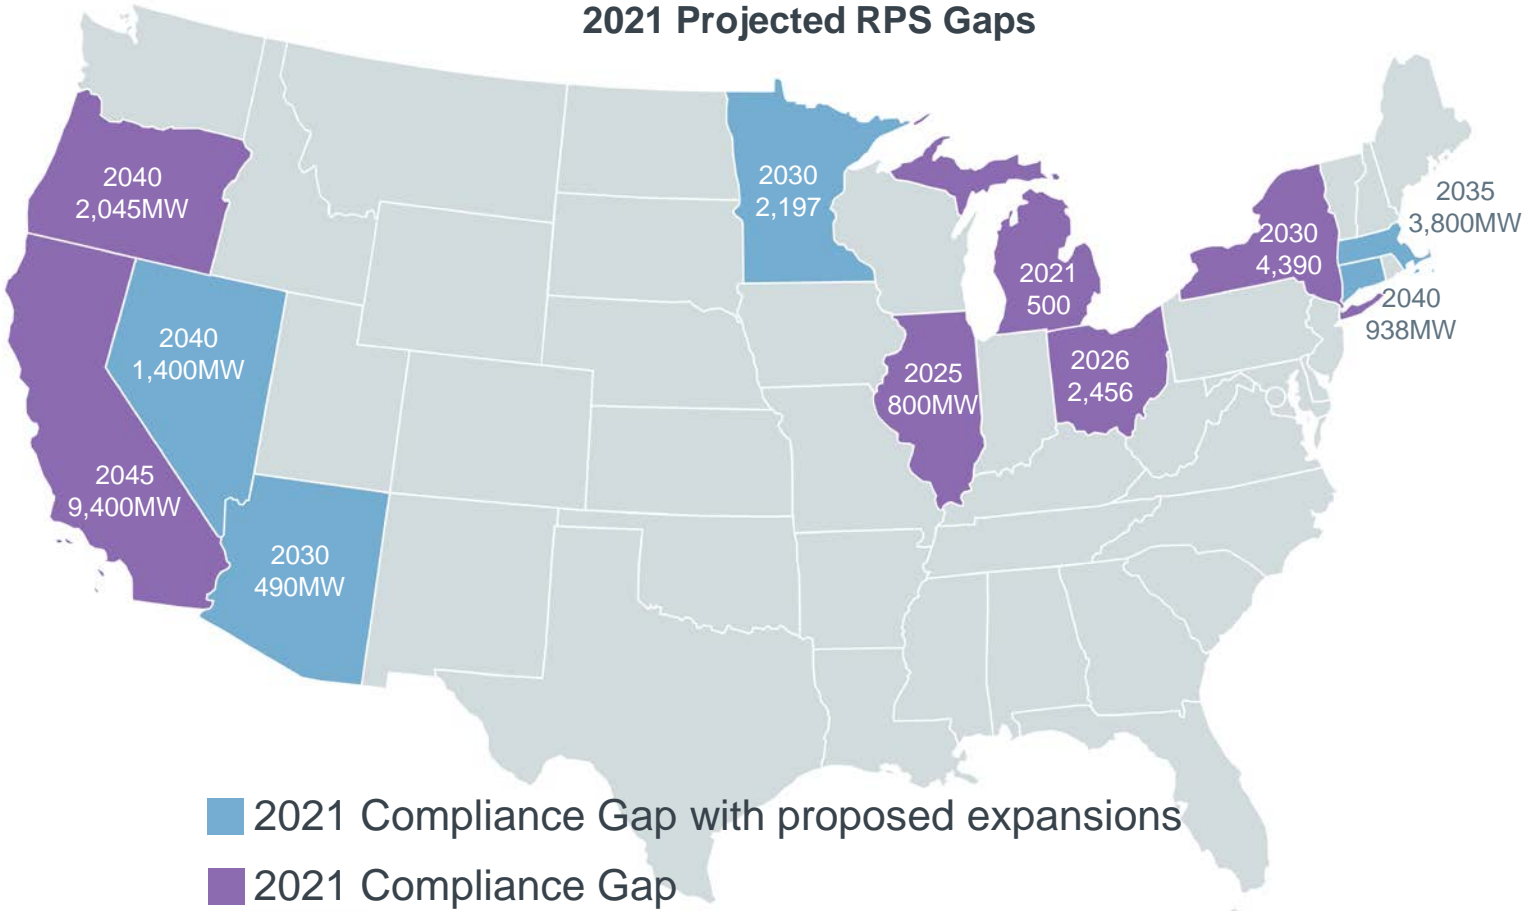 2021 Projected RPS Gaps
2040
2,045MW
2030
2,197
2035
3,800MW
2030
4,390
2021
500
2040
938MW
2040
1,400MW
2025
800MW
2026
2,456
2045
9,400MW
2030
490MW
2021 Compliance Gap with proposed expansions
2021 Compliance Gap